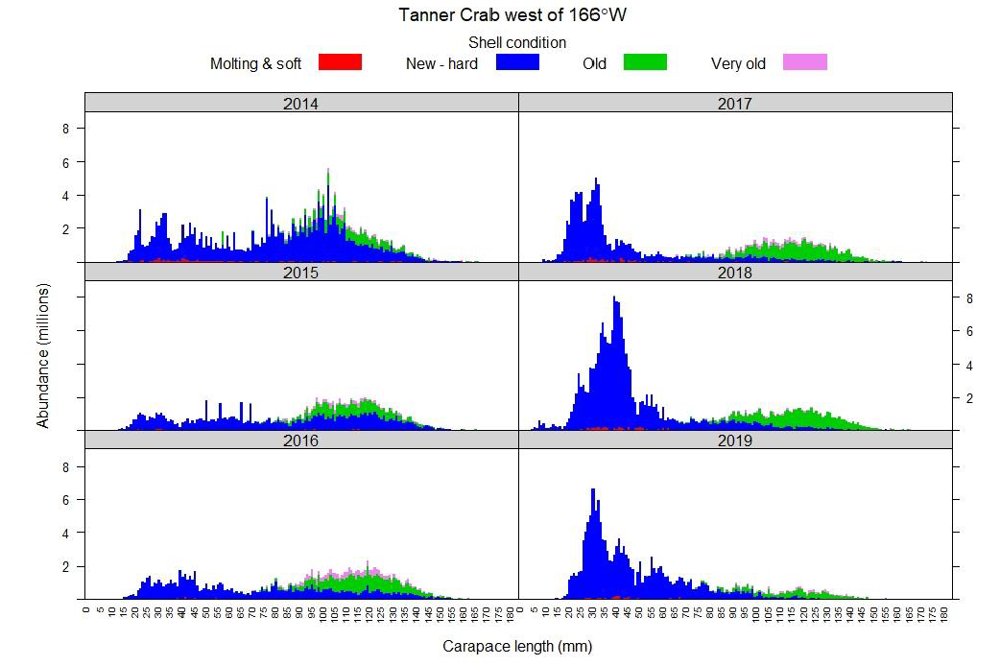 Tanner Crab west of 166°W
Shell condition
Molting & soft New - hard Old Very old
2014 2017
8
6
4
2
2015 2018
8
6
4
2
Abundance (millions)
2016 2019
8
6
4
2
0 5 10 15 20 25 30 35 40 45 50 55 60 65 70 75 80 85 90 95 100 105 110 115 120 125 130 135 140 145 150 155 160 165 170 175 180 0 5 10 15 20 25 30 35 40 45 50 55 60 65 70 75 80 85 90 95 100 105 110 115 120 125 130 135 140 145 150 155 160 165 170 175 180
Carapace length (mm)